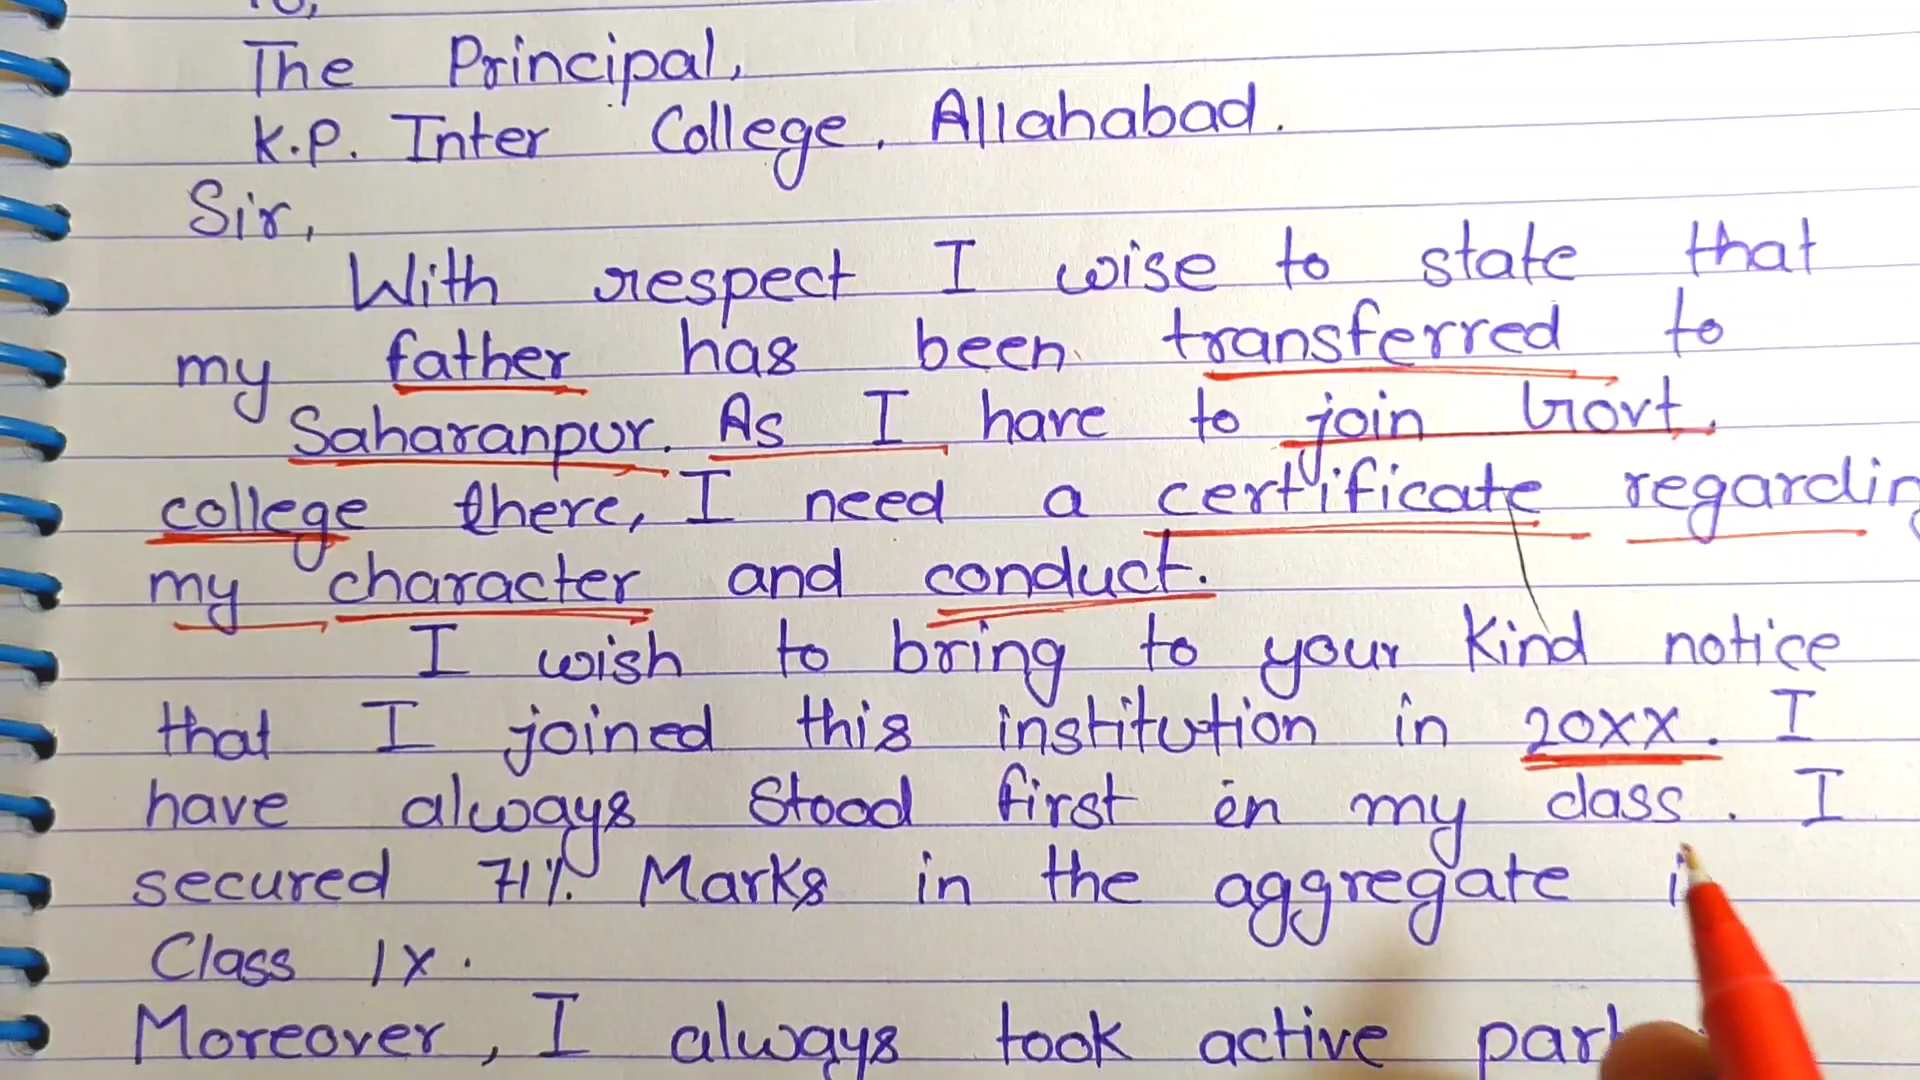 To,
The Principal,
K.P. Inter College, Allahabad.
Sir,
With respect I wise to state that
my father has been transferred to
Saharanpur. As I have to join Govt.
college there, I need a certificate regarding
my character and conduct.
I wish to bring to your kind notice
that I joined this institution in 20XX. I
have always stood first in my class. I
secured 71% Marks in the aggregate
Class IX.
Moreover, I always took active part